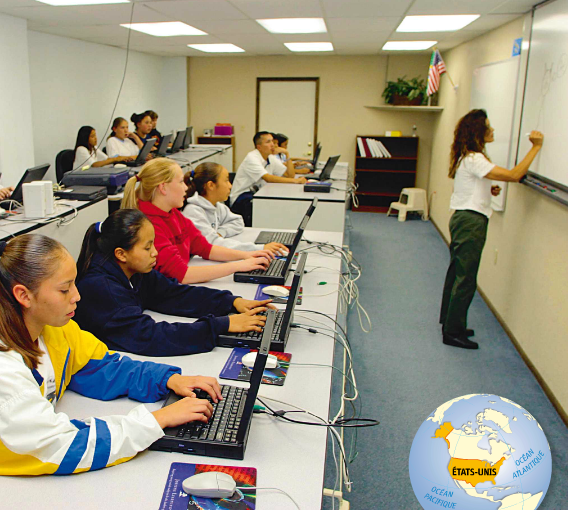 ÉTATS-UNIS
OCÉAN
ATLANTIQUE
OCÉAN
PACIFIQUE